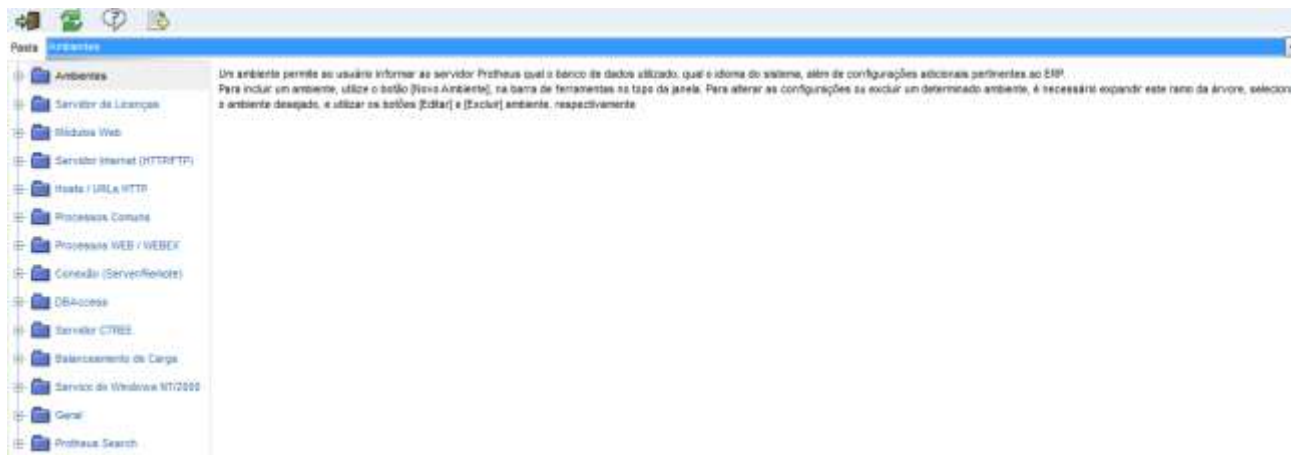 Pasta Ambientes
Ambientes
Um ambiente permite ao usuário informar ao servidor Protheus qual o banco de dados utilizado, qual o idioma do sistema, além de configurações adicionais pertinentes ao ERP.
Para incluir um ambiente, utilize o botão [Novo Ambiente], na barra de ferramentas no topo da janela. Para alterar as configurações ou excluir um determinado ambiente, é necessário expandir este ramo da árvore, selecion
o ambiente desejado, e utilizar os botões [Editar] e [Excluir] ambiente, respectivamente
Servidor de Licenças
Módulos Web
Servidor Internet (HTTP/FTP)
Hosts / URLs HTTP
Processos Comuns
Processos WEB / WEBEX
Conexão (Server/Remote)
DBAccess
Servidor CTREE
Balanceamento de Carga
Servico do Windows NT/2000
Geral
Protheus Search